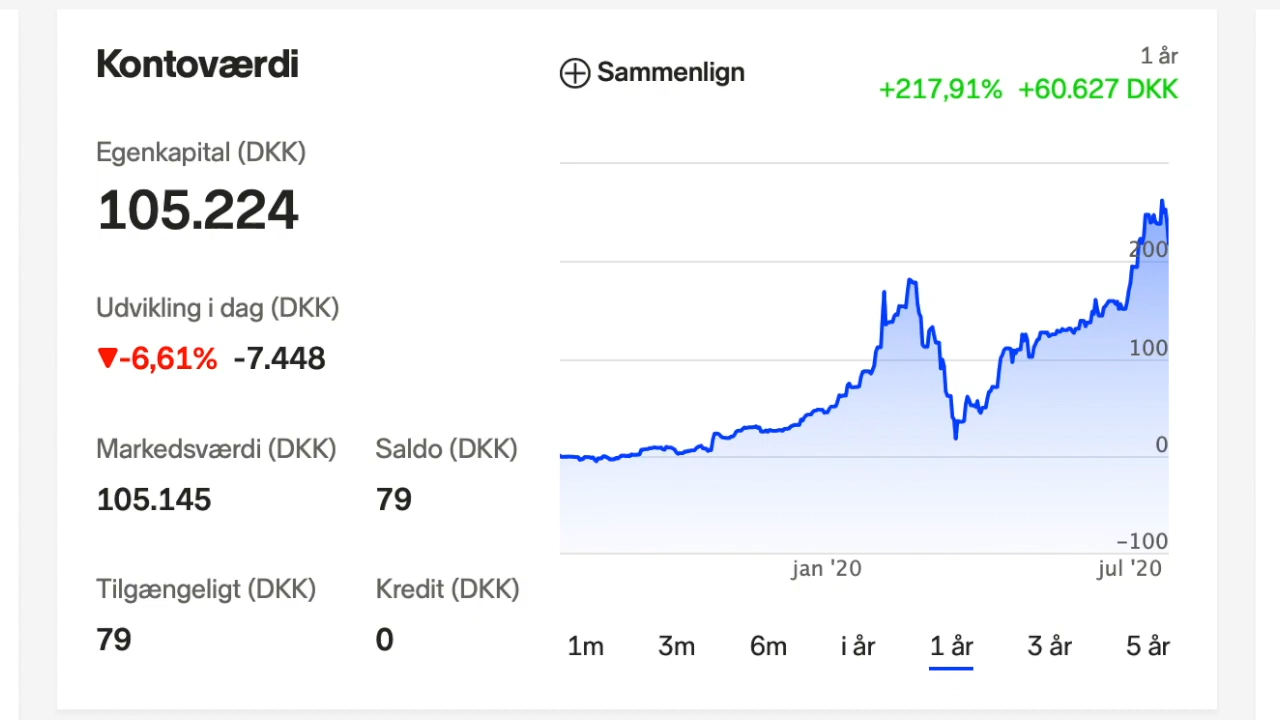 Kontoværdi
Sammenlign
1 år
+217,91% +60.627 DKK
Egenkapital (DKK)
105.224
Udvikling i dag (DKK)
▼-6,61% -7.448
Markedsværdi (DKK) Saldo (DKK)
105.145 79
Tilgængeligt (DKK) Kredit (DKK)
79 0
200
100
0
–100
jan '20 jul '20
1m 3m 6m i år 1 år 3 år 5 år